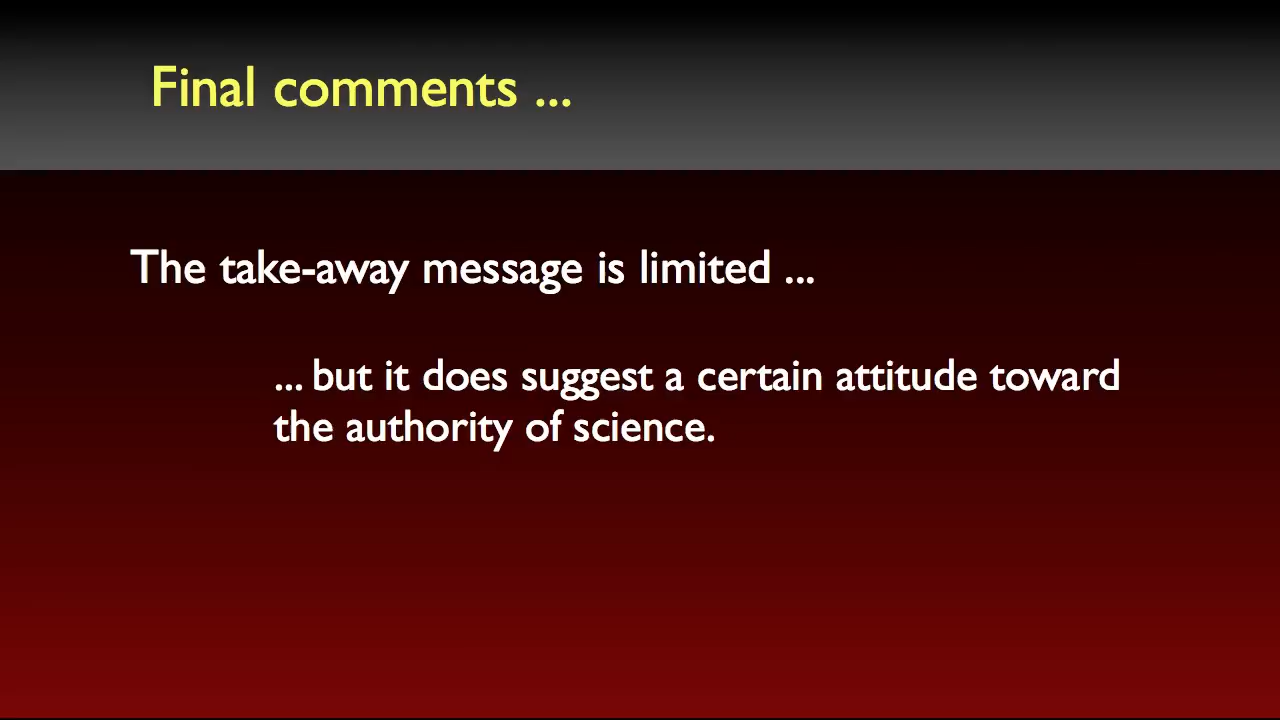 Final comments ...
The take-away message is limited ...
... but it does suggest a certain attitude toward
the authority of science.